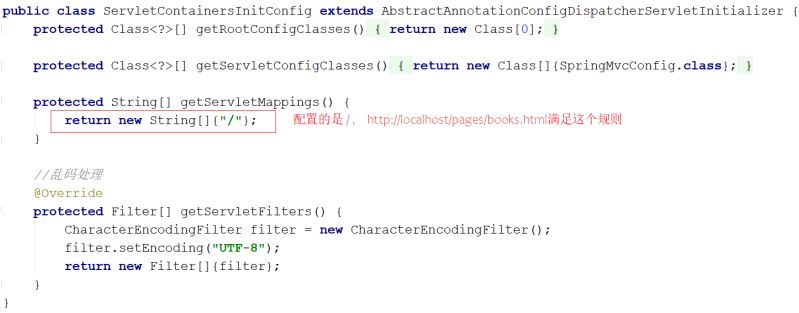 public class ServletContainersInitConfig extends AbstractAnnotationConfigDispatcherServletInitializer {
protected Class<?>[] getRootConfigClasses() { return new Class[0]; }
protected Class<?>[] getServletConfigClasses() { return new Class[]{SpringMvcConfig.class}; }
protected String[] getServletMappings() {
return new String[]{"/"}; 配置的是 /， http://localhost/pages/books.html满足这个规则
}
//乱码处理
@Override
protected Filter[] getServletFilters() {
CharacterEncodingFilter filter = new CharacterEncodingFilter();
filter.setEncoding("UTF-8");
return new Filter[]{filter};
}
}